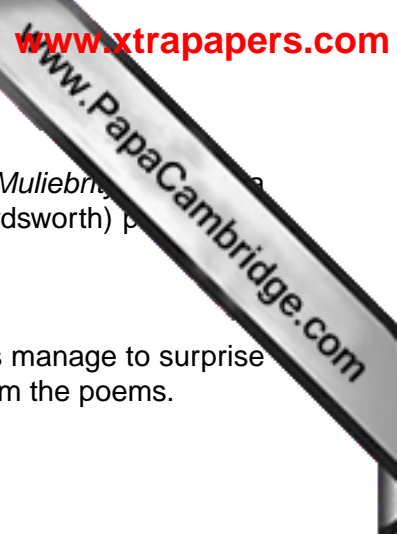 www.xtrapapers.com
www.PapaCambridge.com
Muliebrity
dsworth) p
s manage to surprise
m the poems.